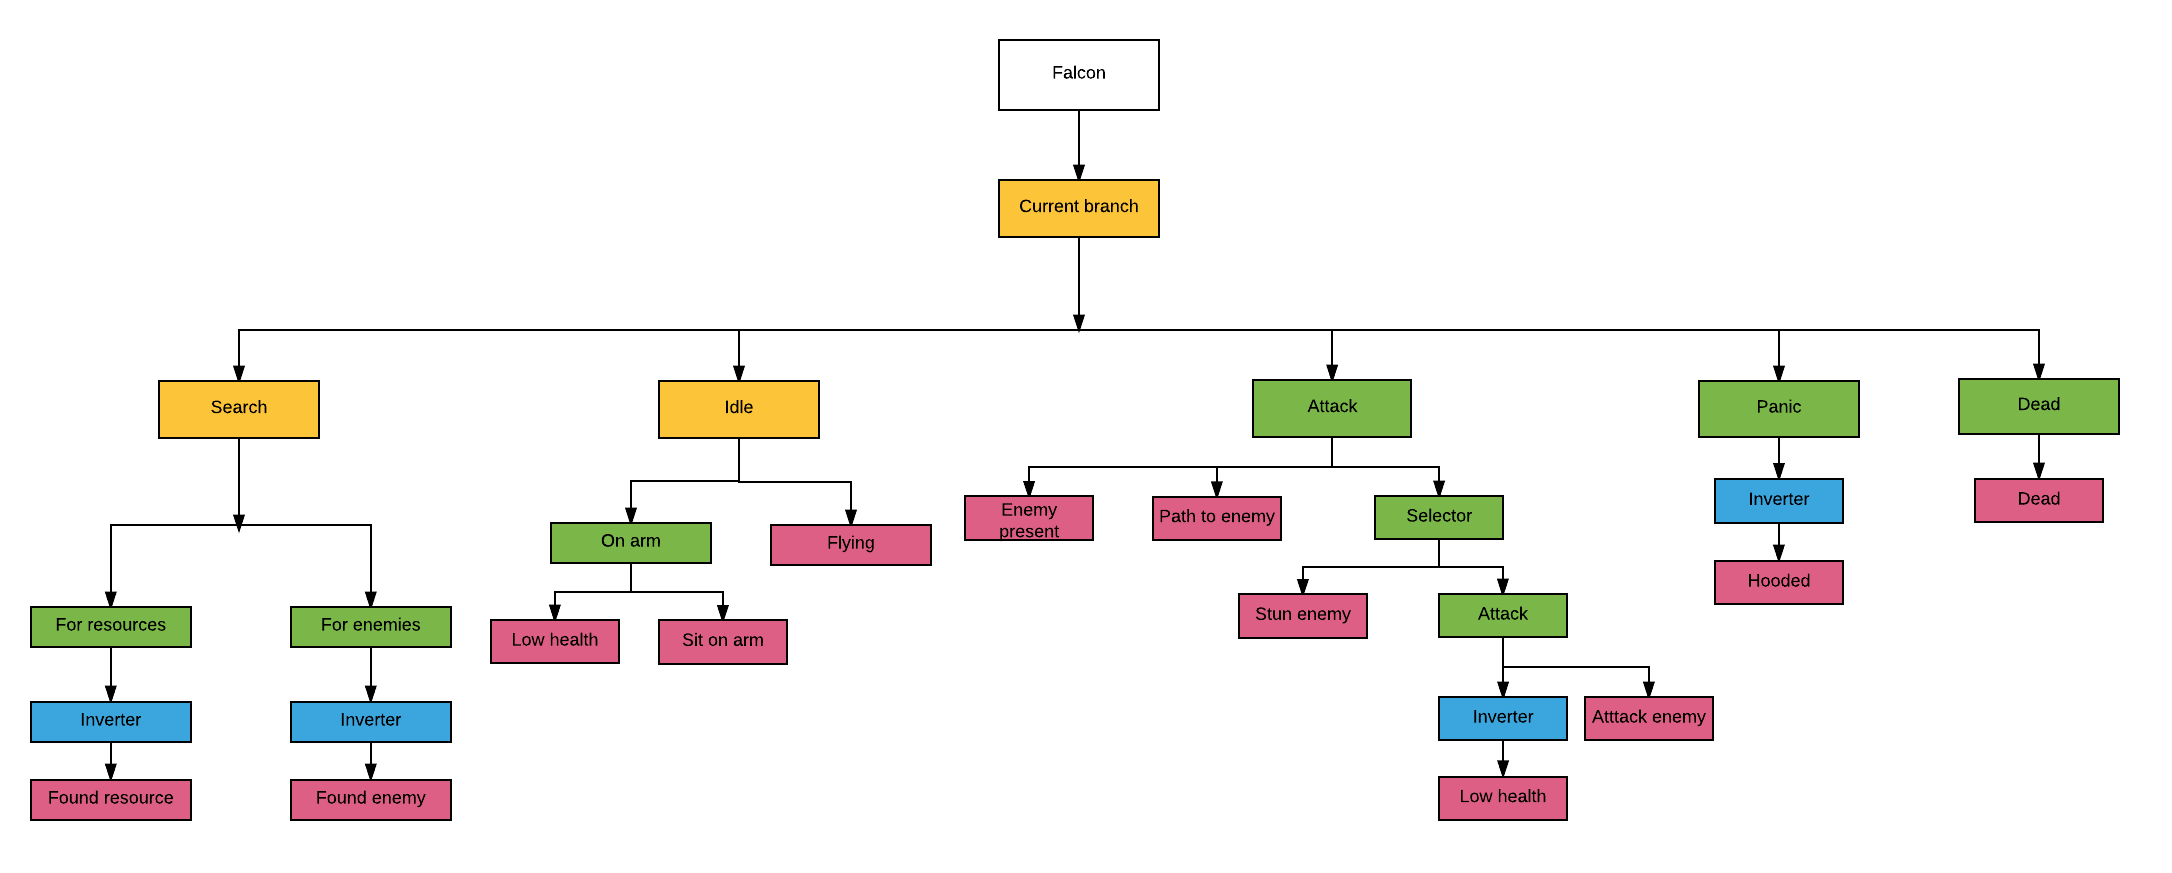 Falcon
Current branch
Search
Idle
Attack
Panic
Dead
Enemy
present
Path to enemy
Selector
Inverter
Dead
On arm
Flying
Hooded
For resources
For enemies
Low health
Sit on arm
Stun enemy
Attack
Inverter
Inverter
Inverter
Atttack enemy
Found resource
Found enemy
Low health